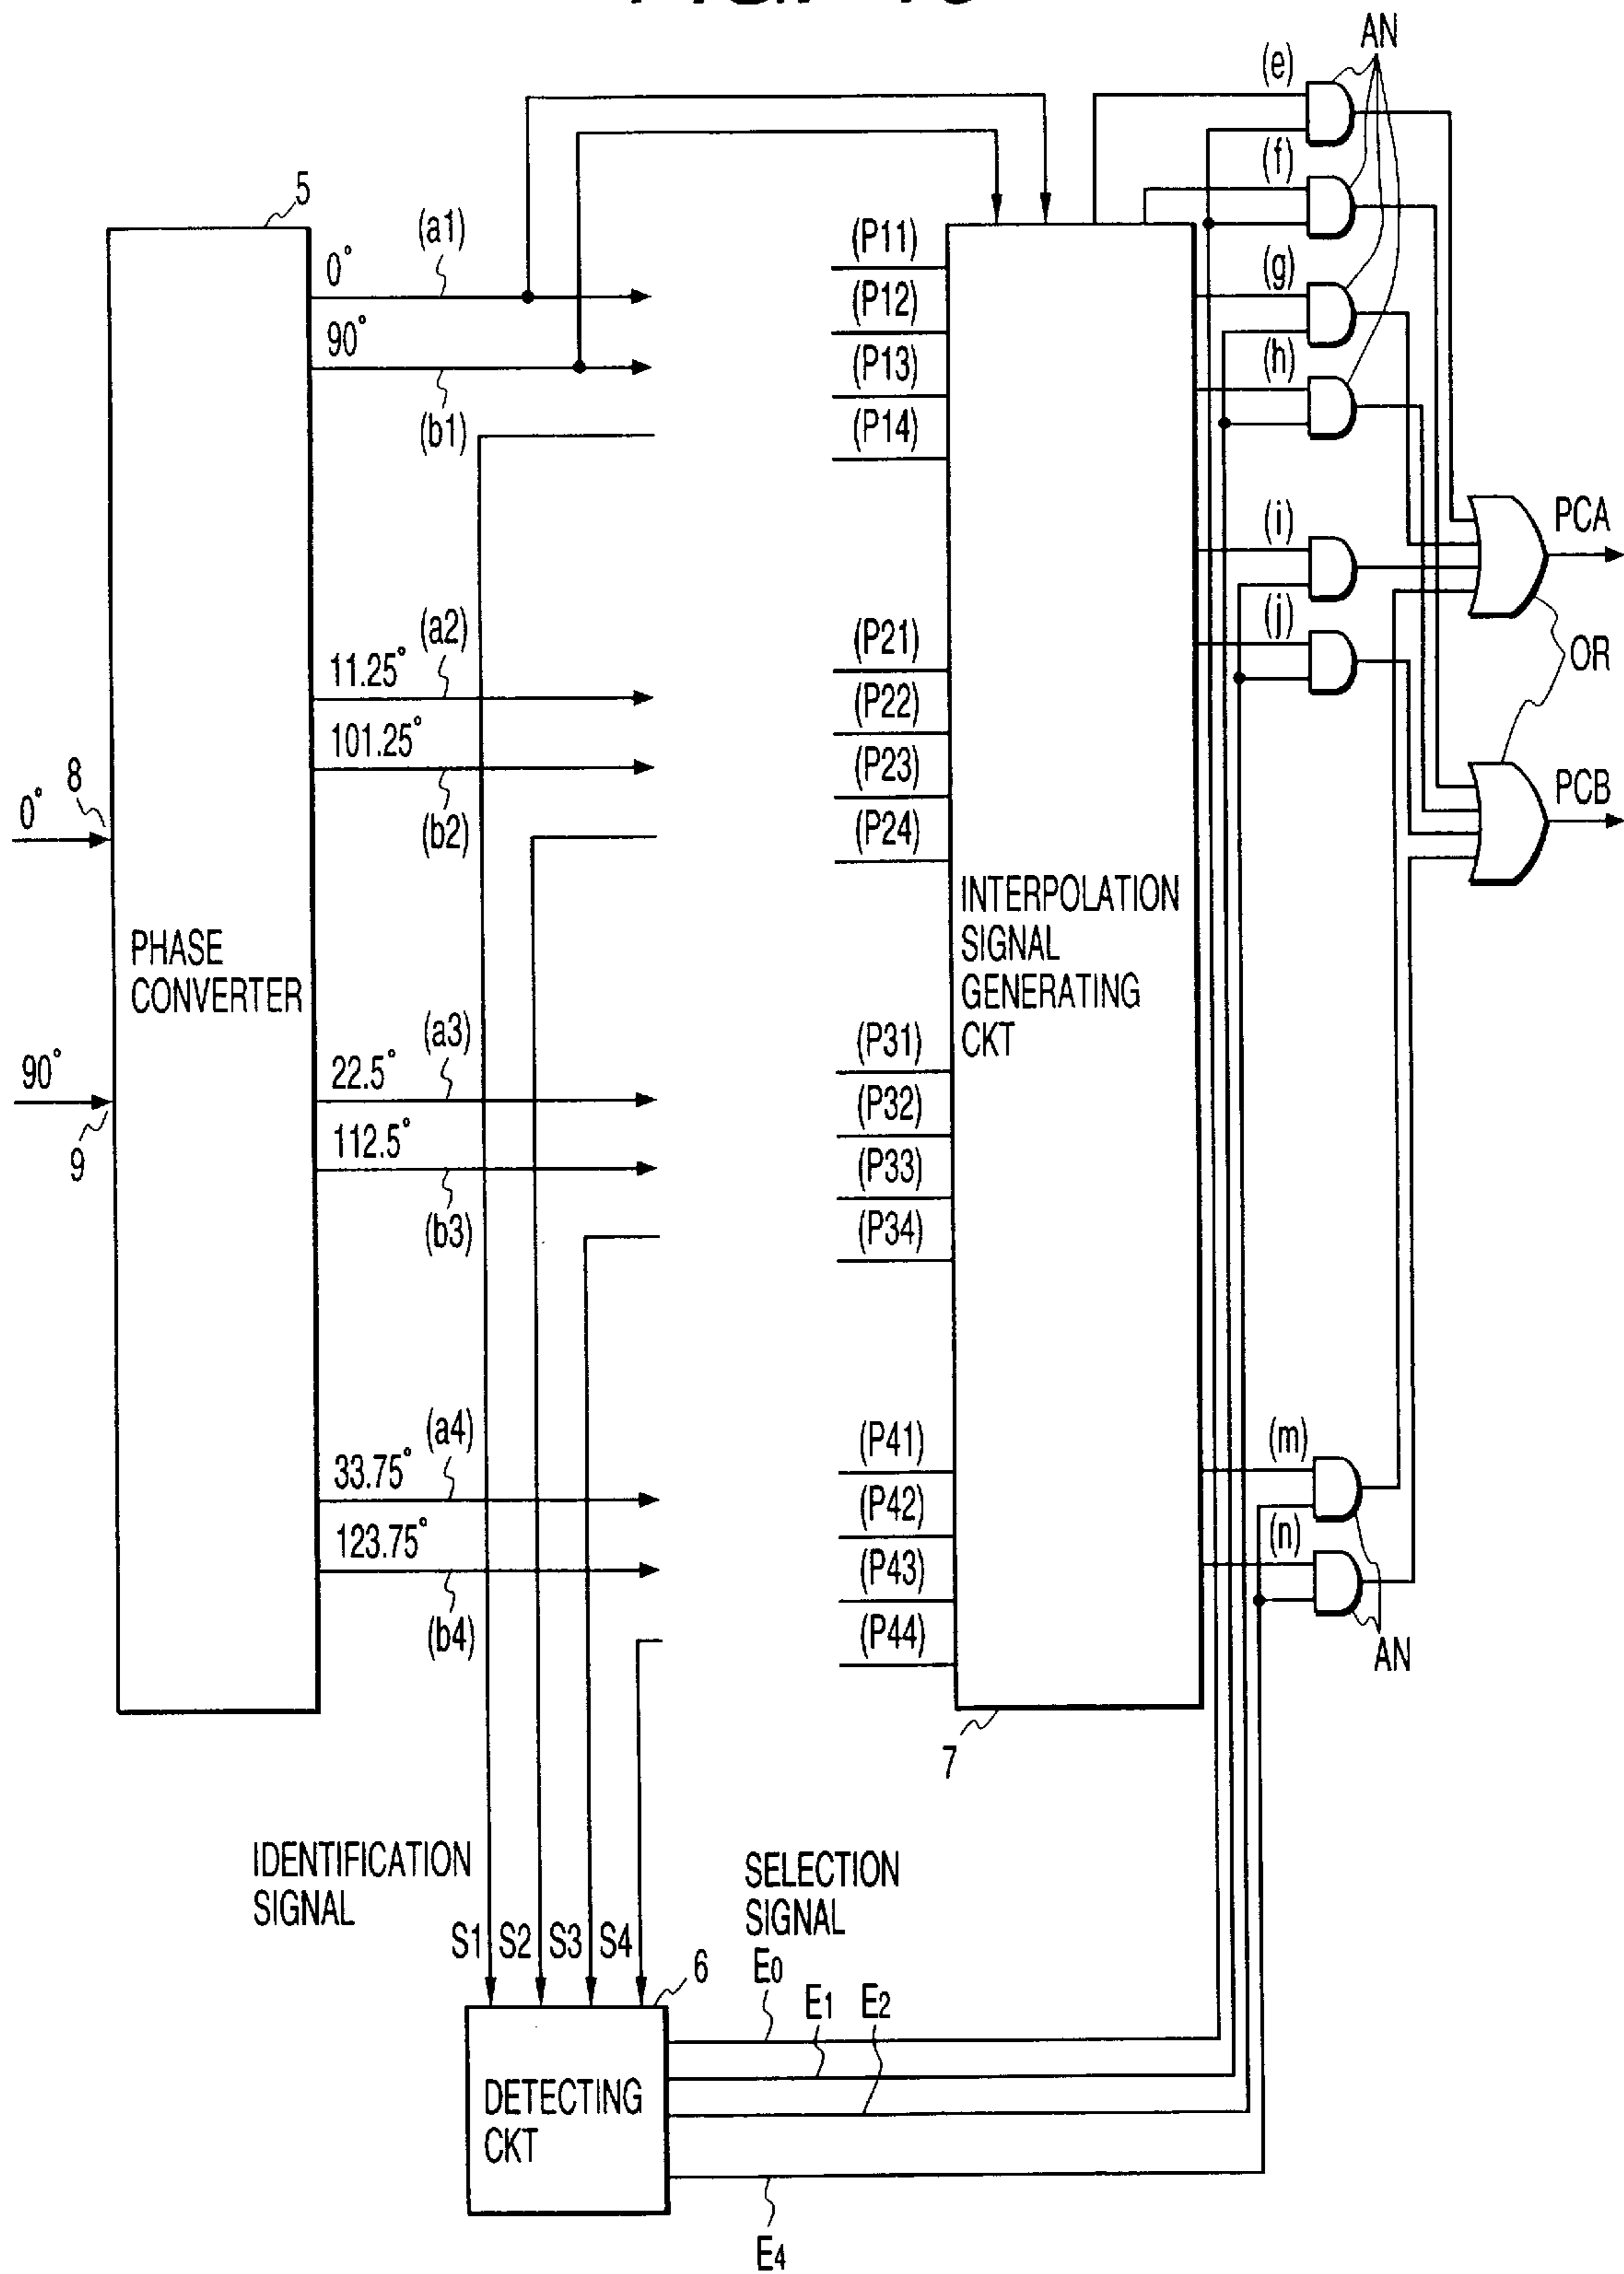 AN
(e)
(f)
5
(a1)
0°
(P11)
(g)
(P12)
90°
(P13)
(h)
(b1)
(P14)
(i)
PCA
(a2)
(P21)
(j)
OR
11.25°
(P22)
101.25°
(P23)
8
0°
(b2)
(P24)
PCB
PHASE
CONVERTER
INTERPOLATION
SIGNAL
GENERATING
CKT
(a3)
(P31)
90°
22.5°
(P32)
9
112.5°
(P33)
(b3)
(P34)
(a4)
(P41)
(m)
33.75°
(P42)
123.75°
(P43)
(n)
(b4)
(P44)
AN
7
IDENTIFICATION
SIGNAL
SELECTION
SIGNAL
S1 S2 S3 S4
6
E0
E1 E2
DETECTING
CKT
E4